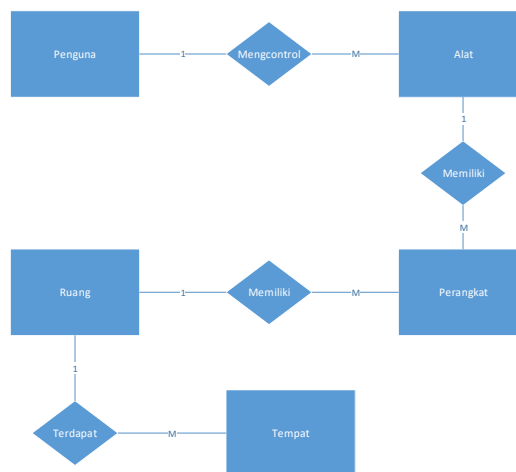 Penguna
1
Mengcontrol
M
Alat
1
Memiliki
M
Ruang
1
Memiliki
M
Perangkat
1
Terdapat
M
Tempat